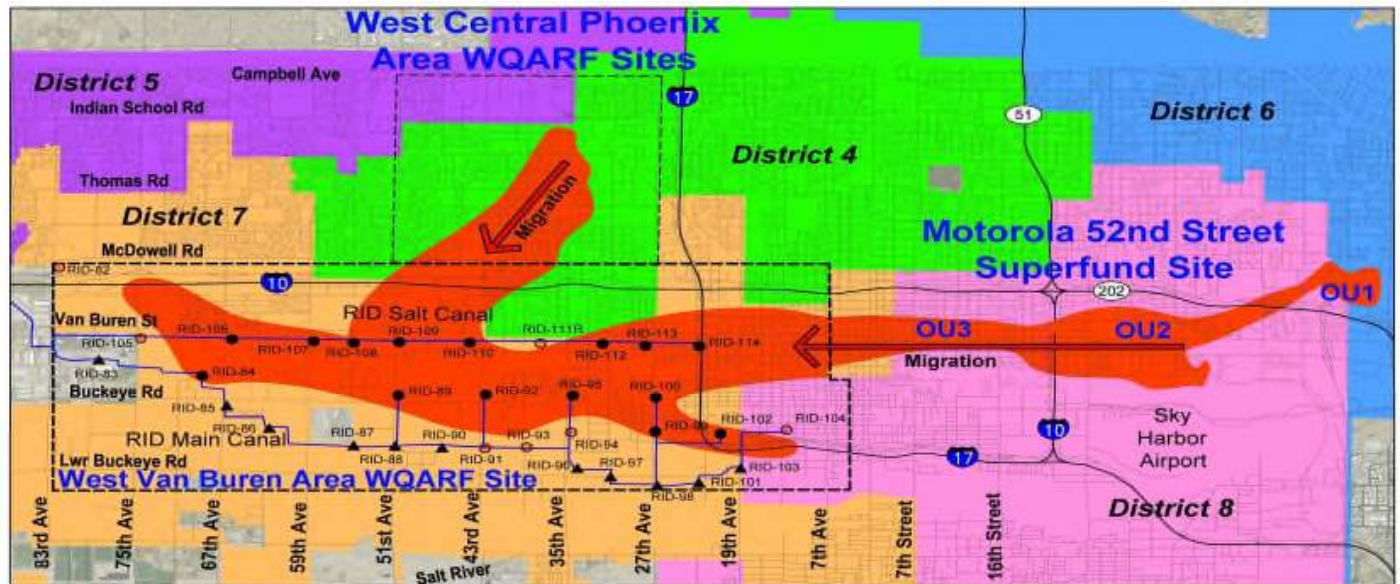 West Central Phoenix
Area WQARF Sites
District 5
Campbell Ave
Indian School Rd
17
51
District 6
District 4
Thomas Rd
District 7
Migration
McDowell Rd
RID-82
Motorola 52nd Street
Superfund Site
10
202
OU1
RID Salt Canal
Van Buren St
RID-105
RID-106
RID-107
RID-108
RID-109
RID-110
RID-111R
RID-112
RID-113
RID-114
OU3
OU2
Migration
RID-83
RID-84
Buckeye Rd
RID-85
RID-86
RID-89
RID-92
RID-95
RID-100
RID-102
RID-104
RID Main Canal
RID-87
RID-88
RID-90
RID-91
RID-93
RID-94
RID-99
Sky
Harbor
Airport
10
17
Lwr Buckeye Rd
RID-96
RID-97
RID-98
RID-101
RID-103
West Van Buren Area WQARF Site
District 8
83rd Ave
75th Ave
67th Ave
59th Ave
51st Ave
43rd Ave
35th Ave
27th Ave
19th Ave
7th Ave
7th Street
16th Street
Salt River